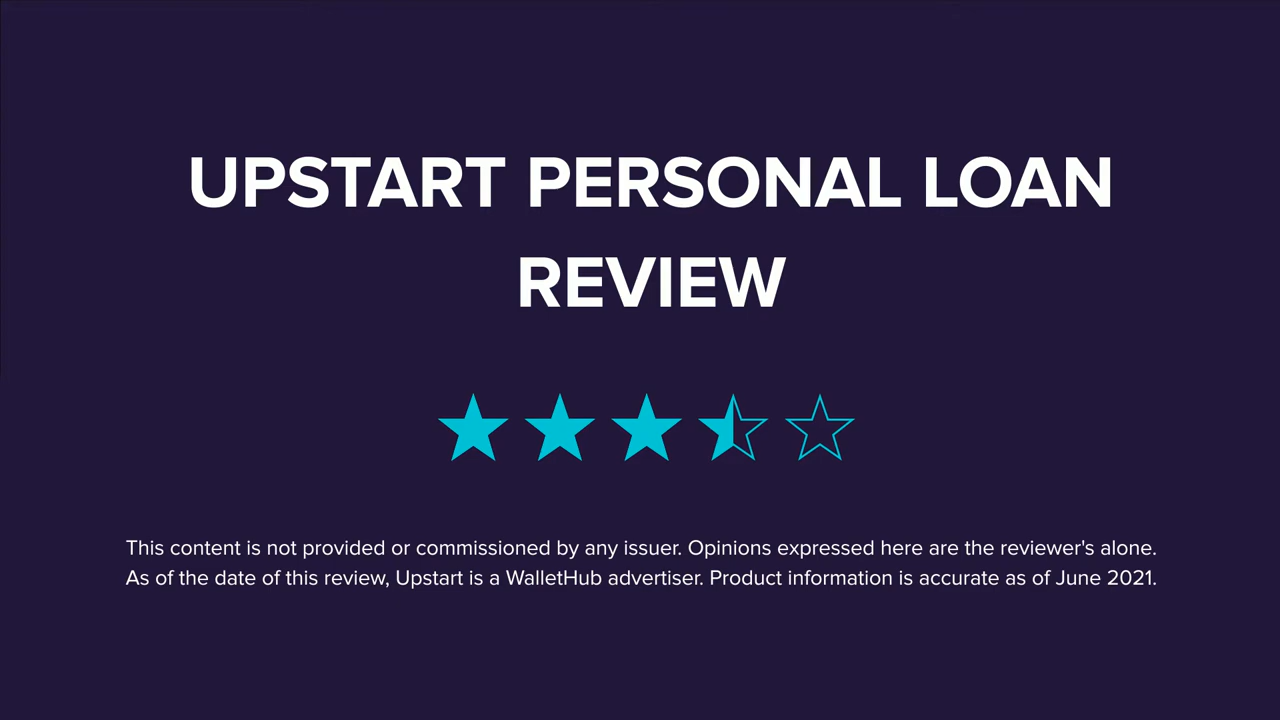 UPSTART PERSONAL LOAN
REVIEW
This content is not provided or commissioned by any issuer. Opinions expressed here are the reviewer's alone.
As of the date of this review, Upstart is a WalletHub advertiser. Product information is accurate as of June 2021.